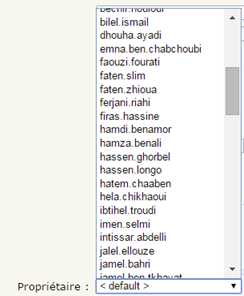 bilel.ismail
dhouha.ayadi
emna.ben.chabchoubi
faouzi.fourati
faten.slim
faten.zhioua
ferjani.riahi
firas.hassine
hamdi.benamor
hamza.benali
hassen.ghorbel
hassen.longo
hatem.chaaben
hela.chikhaoui
ibtihel.troudi
imen.selmi
intissar.abdelli
jalel.ellouze
jamel.bahri
Propriétaire : < default >